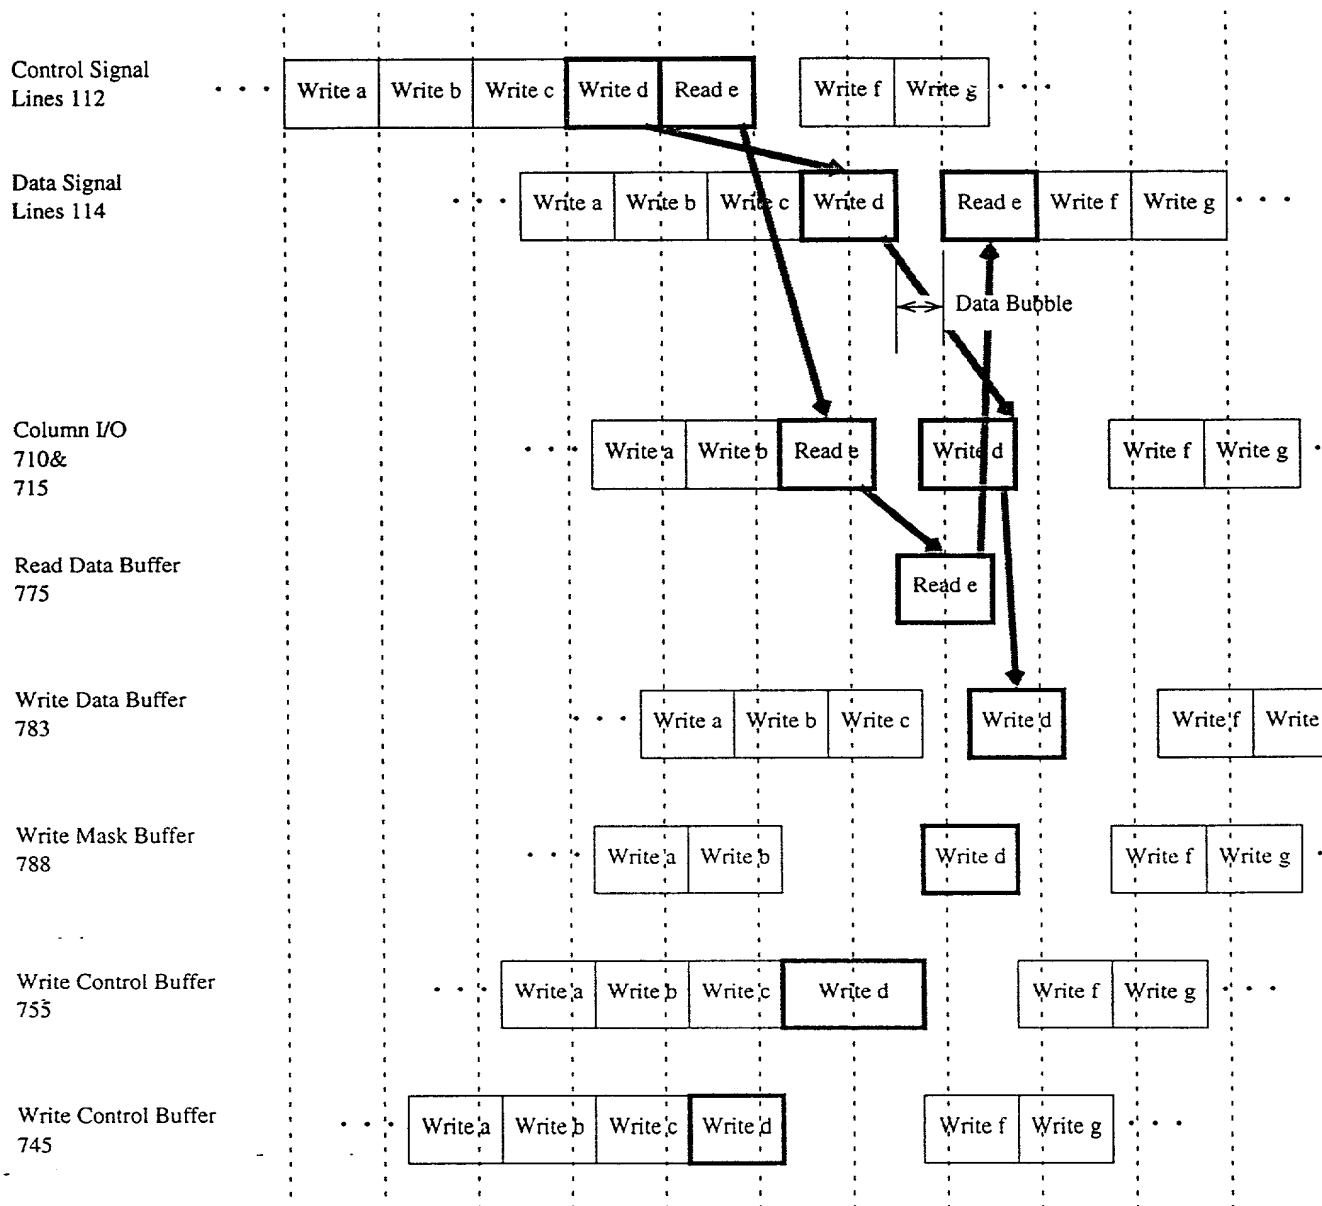 Control Signal
Lines 112
Write a Write b Write c Write d Read e Write f Write g
Data Signal
Lines 114
Write a Write b Write c Write d Read e Write f Write g
Data Bubble
Column I/O
710&
715
Write a Write b Read e Write d Write f Write g
Read Data Buffer
775
Read e
Write Data Buffer
783
Write a Write b Write c Write d Write f Write
Write Mask Buffer
788
Write a Write b Write d Write f Write g
Write Control Buffer
755
Write a Write b Write c Write d Write f Write g
Write Control Buffer
745
Write a Write b Write c Write d Write f Write g